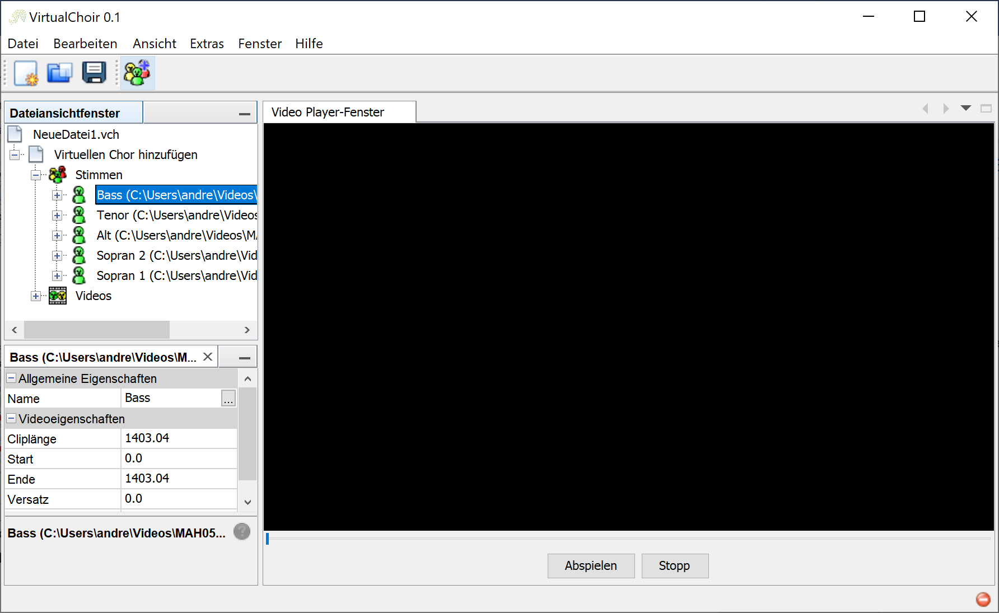 VirtualChoir 0.1
Datei Bearbeiten Ansicht Extras Fenster Hilfe
Dateiansichtfenster
NeueDatei1.vch
Virtuellen Chor hinzufügen
Stimmen
Bass (C:\Users\andre\Videos\
Tenor (C:\Users\andre\Videos
Alt (C:\Users\andre\Videos\MA
Sopran 2 (C:\Users\andre\Vid
Sopran 1 (C:\Users\andre\Vid
Videos
Bass (C:\Users\andre\Videos\M...
Allgemeine Eigenschaften
Name Bass ...
Videoeigenschaften
Cliplänge 1403.04
Start 0.0
Ende 1403.04
Versatz 0.0
Bass (C:\Users\andre\Videos\MAH05... ?
Video Player-Fenster
Abspielen Stopp